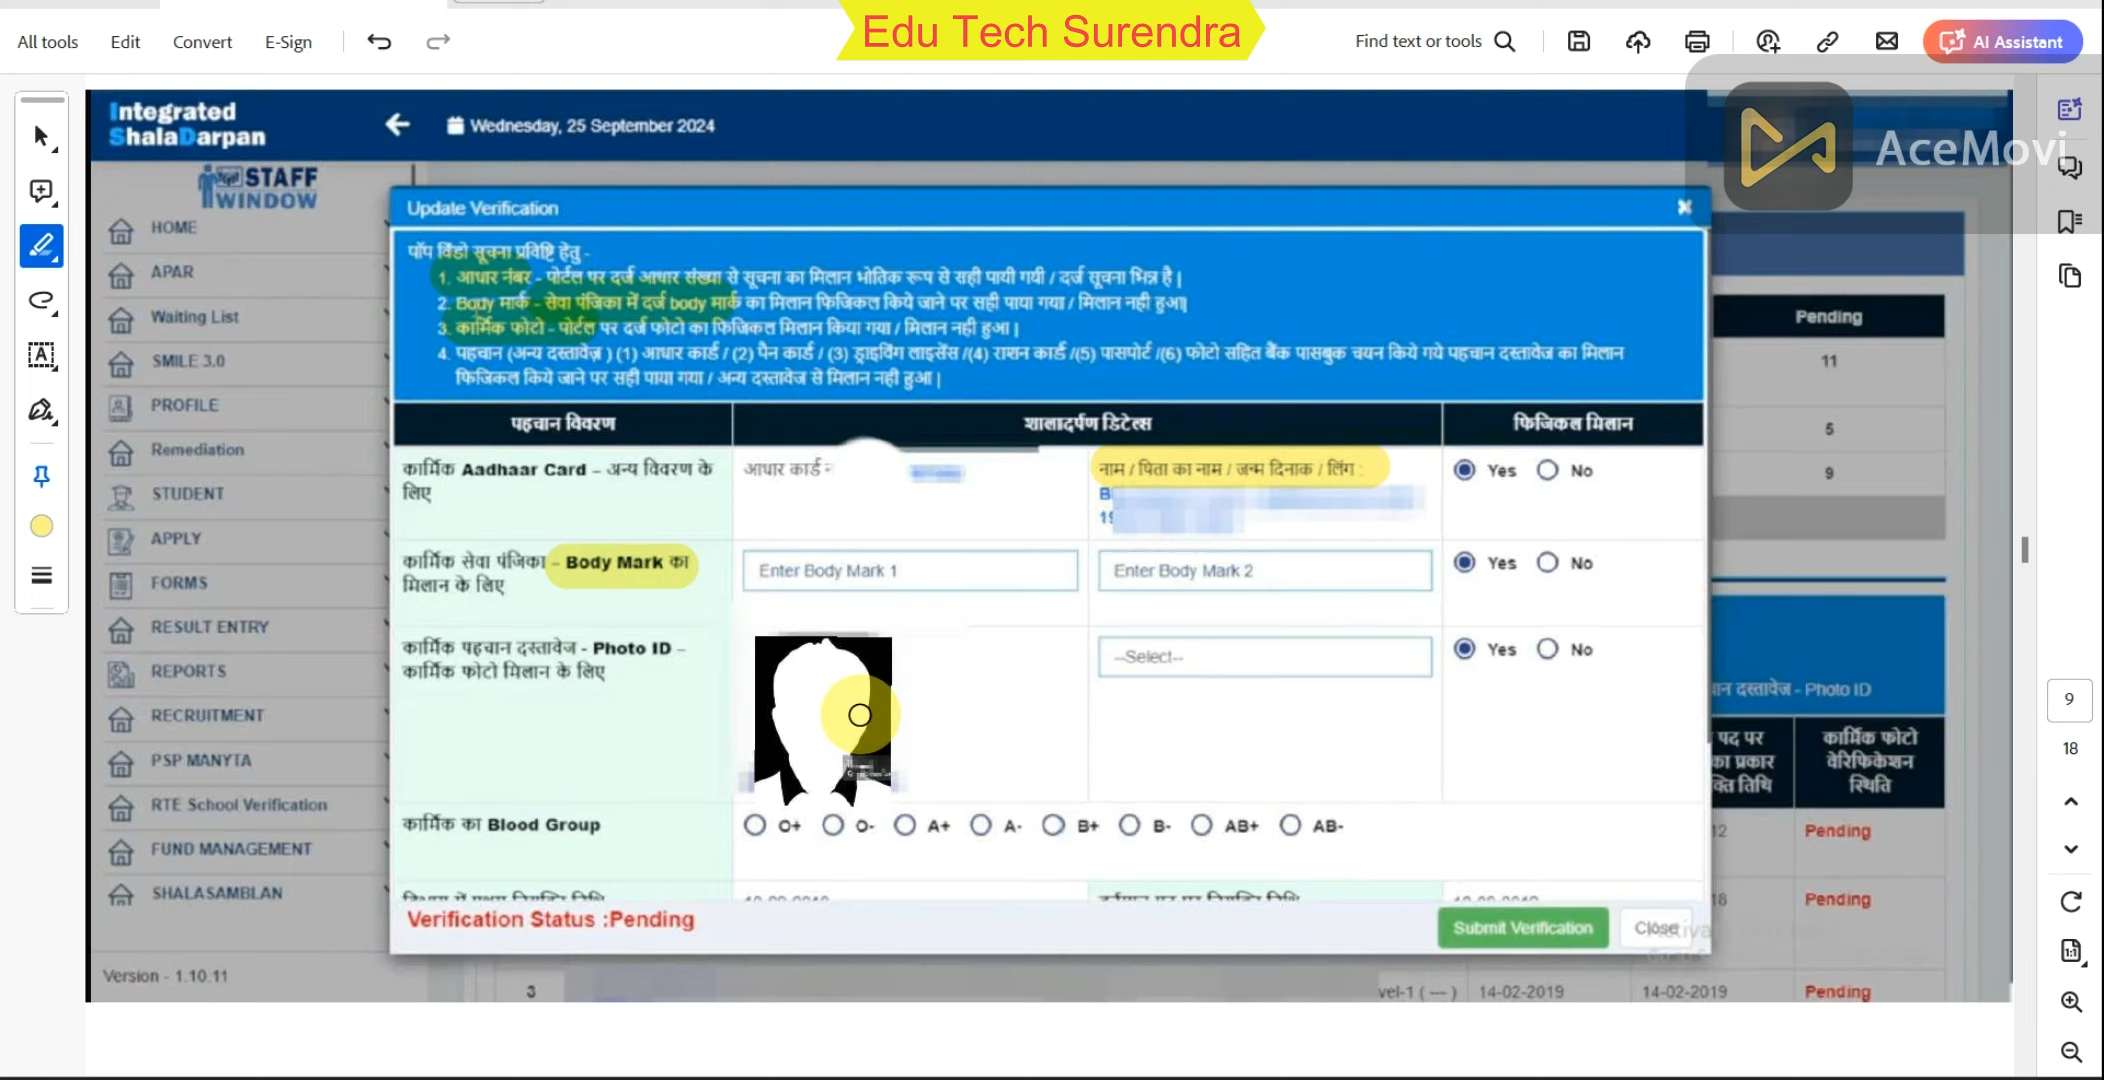 Edu Tech Surendra
All tools Edit Convert E-Sign Find text or tools AI Assistant
AceMovi
Integrated
ShalaDarpan
Wednesday, 25 September 2024
STAFF
WINDOW
HOME
APAR
Waiting List
SMILE 3.0
PROFILE
Remediation
STUDENT
APPLY
FORMS
RESULT ENTRY
REPORTS
RECRUITMENT
PSP MANYTA
RTE School Verification
FUND MANAGEMENT
SHALASAMBLAN
Version - 1.10.11
Update Verification
पॉप विंडो सूचना प्रविष्टि हेतु -
1. आधार नंबर - पोर्टल पर दर्ज आधार संख्या से सूचना का मिलान भोतिक रूप से सही पायी गयी / दर्ज सूचना भिन्न है |
2. Body मार्क - सेवा पंजिका में दर्ज body मार्क का मिलान फिजिकल किये जाने पर सही पाया गया / मिलान नही हुआ|
3. कार्मिक फोटो - पोर्टल पर दर्ज फोटो का फिजिकल मिलान किया गया / मिलान नही हुआ |
4. पहचान (अन्य दस्तावेज़ ) (1) आधार कार्ड / (2) पैन कार्ड / (3) ड्राइविंग लाइसेंस /(4) राशन कार्ड /(5) पासपोर्ट /(6) फोटो सहित बैंक पासबुक चयन किये गये पहचान दस्तावेज का मिलान
फिजिकल किये जाने पर सही पाया गया / अन्य दस्तावेज से मिलान नही हुआ |
पहचान विवरण शालादर्पण डिटेल्स फिजिकल मिलान
कार्मिक Aadhaar Card – अन्य विवरण के
लिए
आधार कार्ड
नाम / पिता का नाम / जन्म दिनाक / लिंग :
Yes No
कार्मिक सेवा पंजिका – Body Mark का
मिलान के लिए
Enter Body Mark 1 Enter Body Mark 2 Yes No
कार्मिक पहचान दस्तावेज - Photo ID –
कार्मिक फोटो मिलान के लिए
--Select-- Yes No
कार्मिक का Blood Group O+ O- A+ A- B+ B- AB+ AB-
Verification Status :Pending Submit Verification Close
Pending
11
5
9
दस्तावेज - Photo ID
पद पर
का प्रकार
तिथि
कार्मिक फोटो
वेरिफिकेशन
स्थिति
12 Pending
18 Pending
3 vel-1 ( --- ) 14-02-2019 14-02-2019 Pending
9
18